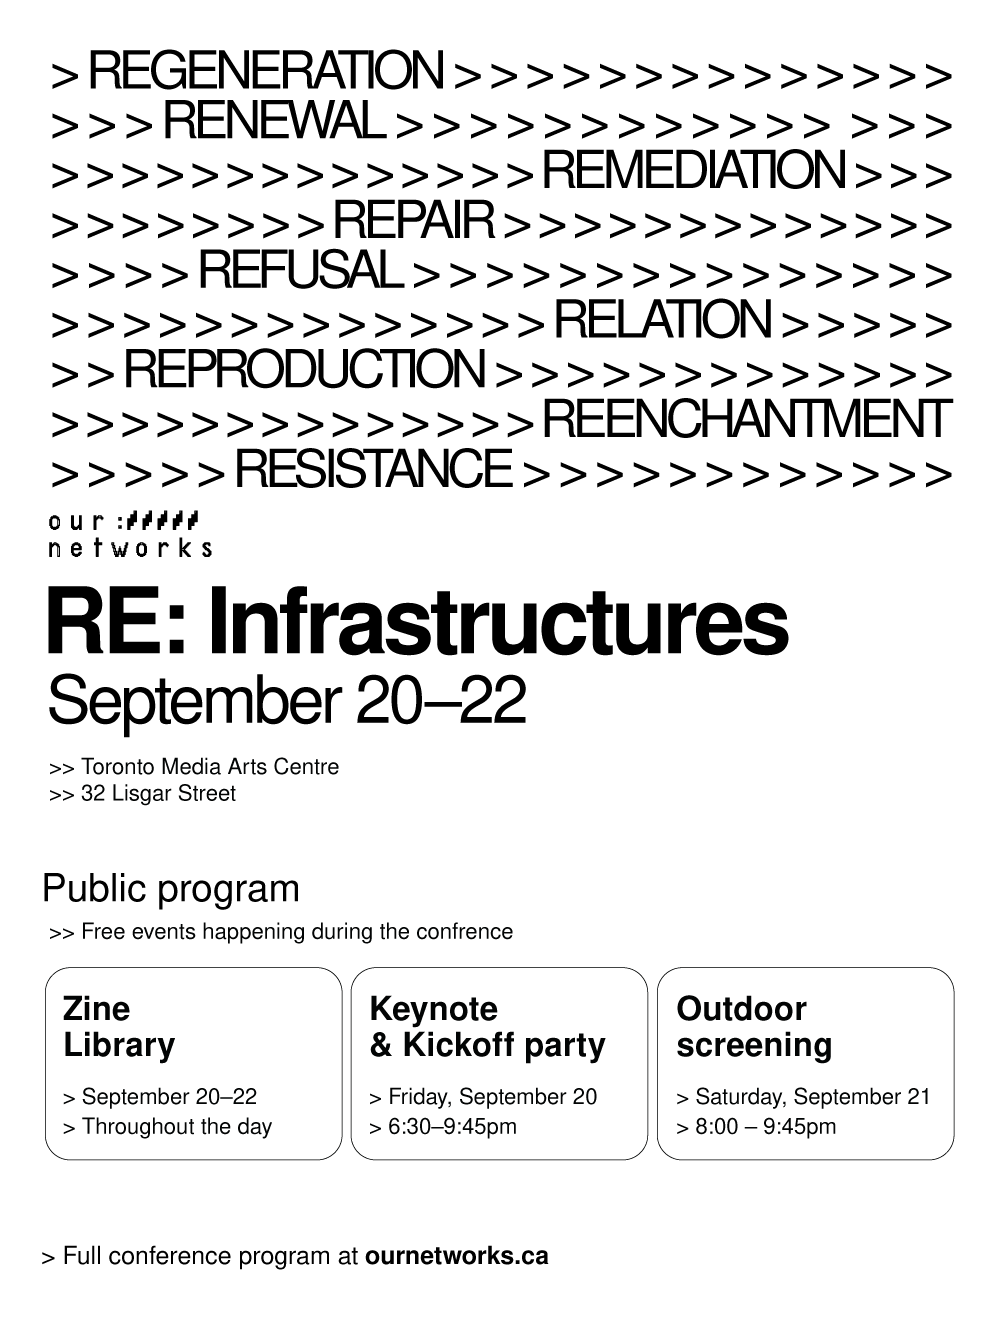 > REGENERATION > > > > > > > > > > > > > >
> > > RENEWAL > > > > > > > > > > > > > > > >
> > > > > > > > > > > > > > REMEDIATION > > >
> > > > > > > > REPAIR > > > > > > > > > > > > >
> > > > REFUSAL > > > > > > > > > > > > > > > >
> > > > > > > > > > > > > > RELATION > > > > >
> > REPRODUCTION > > > > > > > > > > > > >
> > > > > > > > > > > > > > REENCHANTMENT
> > > > > RESISTANCE > > > > > > > > > > > >
our ://///
networks
RE: Infrastructures
September 20–22
>> Toronto Media Arts Centre
>> 32 Lisgar Street
Public program
>> Free events happening during the confrence
Zine
Library
> September 20–22
> Throughout the day
Keynote
& Kickoff party
> Friday, September 20
> 6:30–9:45pm
Outdoor
screening
> Saturday, September 21
> 8:00 – 9:45pm
> Full conference program at ournetworks.ca